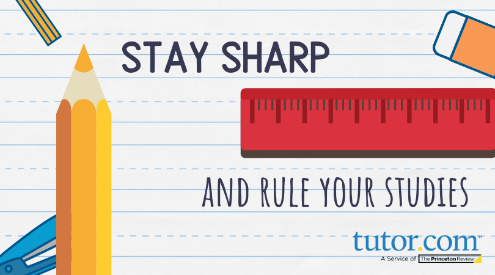 STAY SHARP
AND RULE YOUR STUDIES
tutor.com
A Service of The Princeton Review